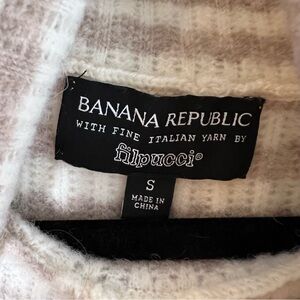 BANANA REPUBLIC
WITH FINE ITALIAN YARN BY
filpucci®
S
MADE IN
CHINA